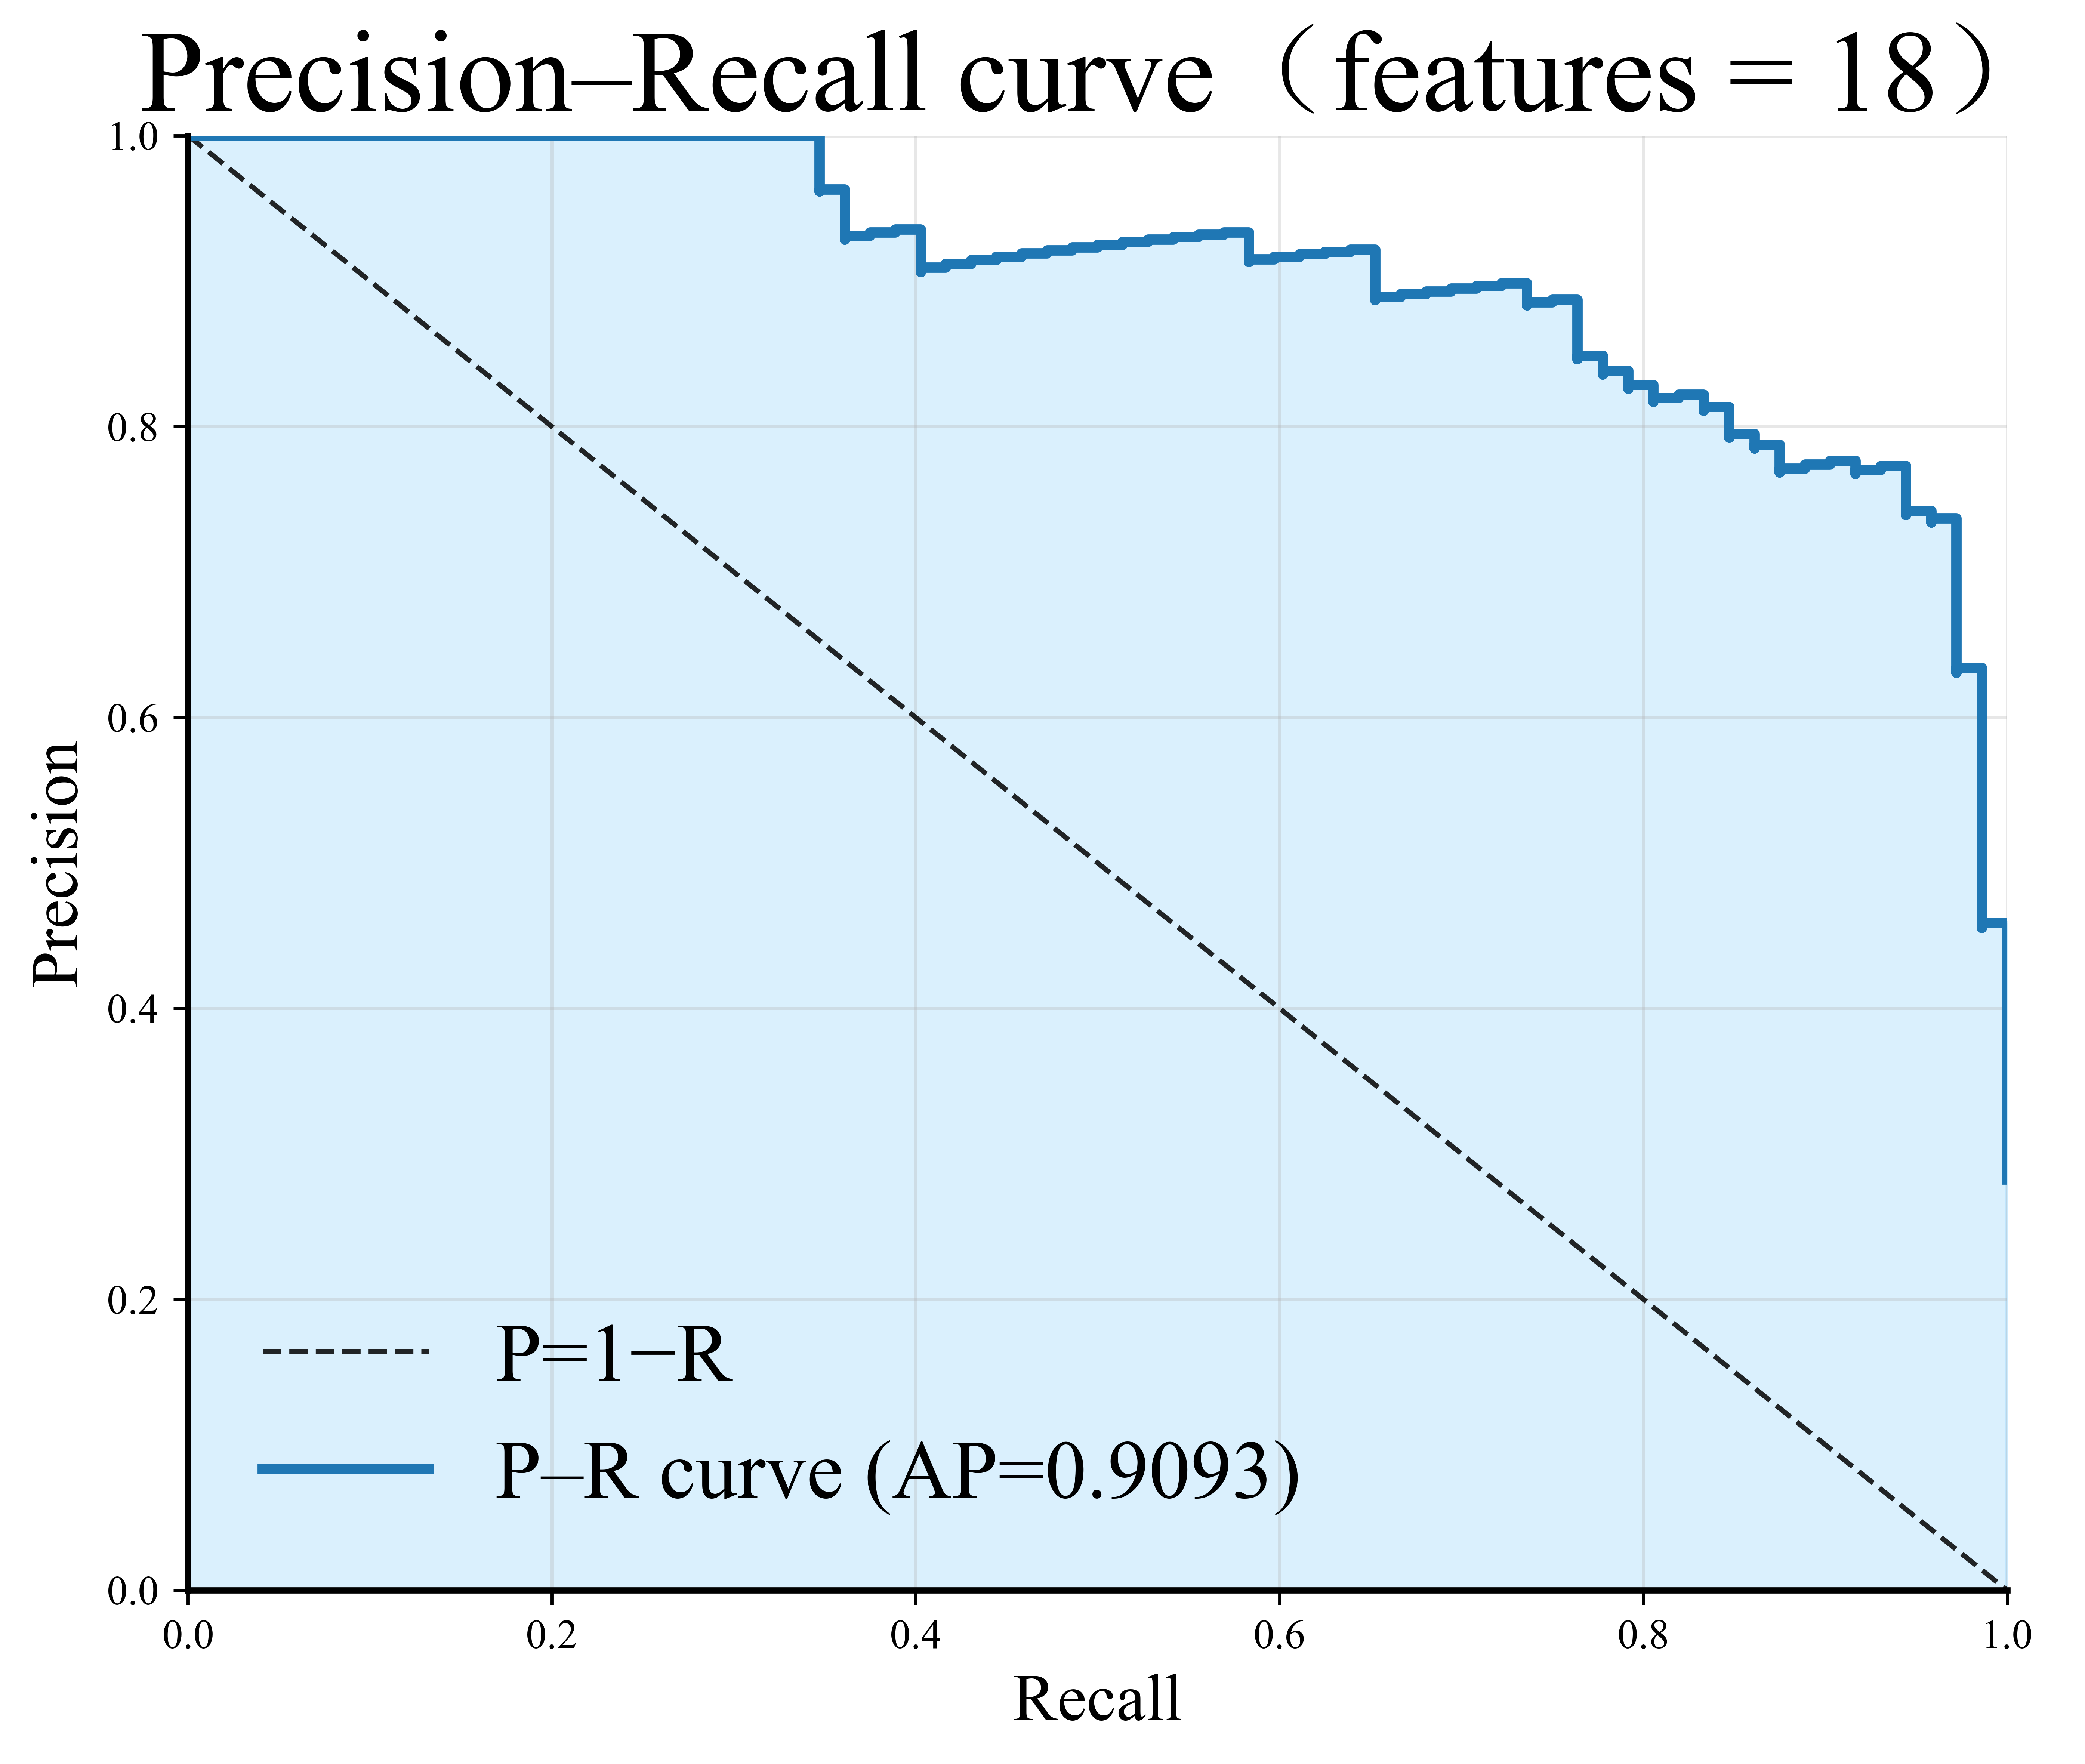 Precision–Recall curve（features = 18）
1.0
0.8
0.6
0.4
0.2
0.0
Precision
P=1−R
P–R curve (AP=0.9093)
0.0 0.2 0.4 0.6 0.8 1.0
Recall